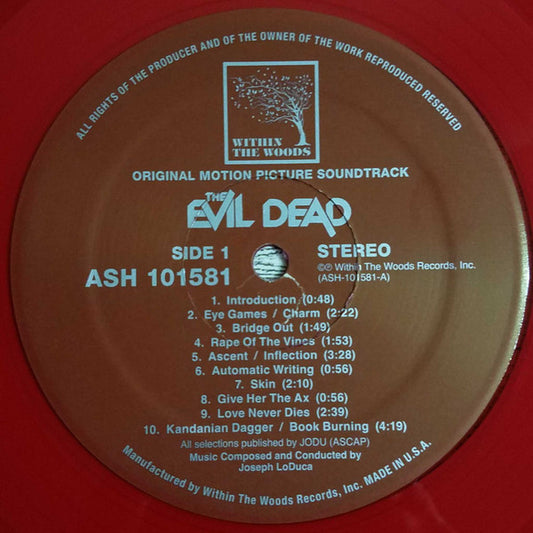 ALL RIGHTS OF THE PRODUCER AND OF THE OWNER OF THE WORK REPRODUCED RESERVED
WITHIN
THE WOODS
ORIGINAL MOTION PICTURE SOUNDTRACK
THE
EVIL DEAD
SIDE 1
ASH 101581
STEREO
©℗ Within The Woods Records, Inc.
(ASH-101581-A)
1. Introduction (0:48)
2. Eye Games / Charm (2:22)
3. Bridge Out (1:49)
4. Rape Of The Vines (1:53)
5. Ascent / Inflection (3:28)
6. Automatic Writing (0:56)
7. Skin (2:10)
8. Give Her The Ax (0:56)
9. Love Never Dies (2:39)
10. Kandanian Dagger / Book Burning (4:19)
All selections published by JODU (ASCAP)
Music Composed and Conducted by
Joseph LoDuca
Manufactured by Within The Woods Records, Inc. MADE IN U.S.A.